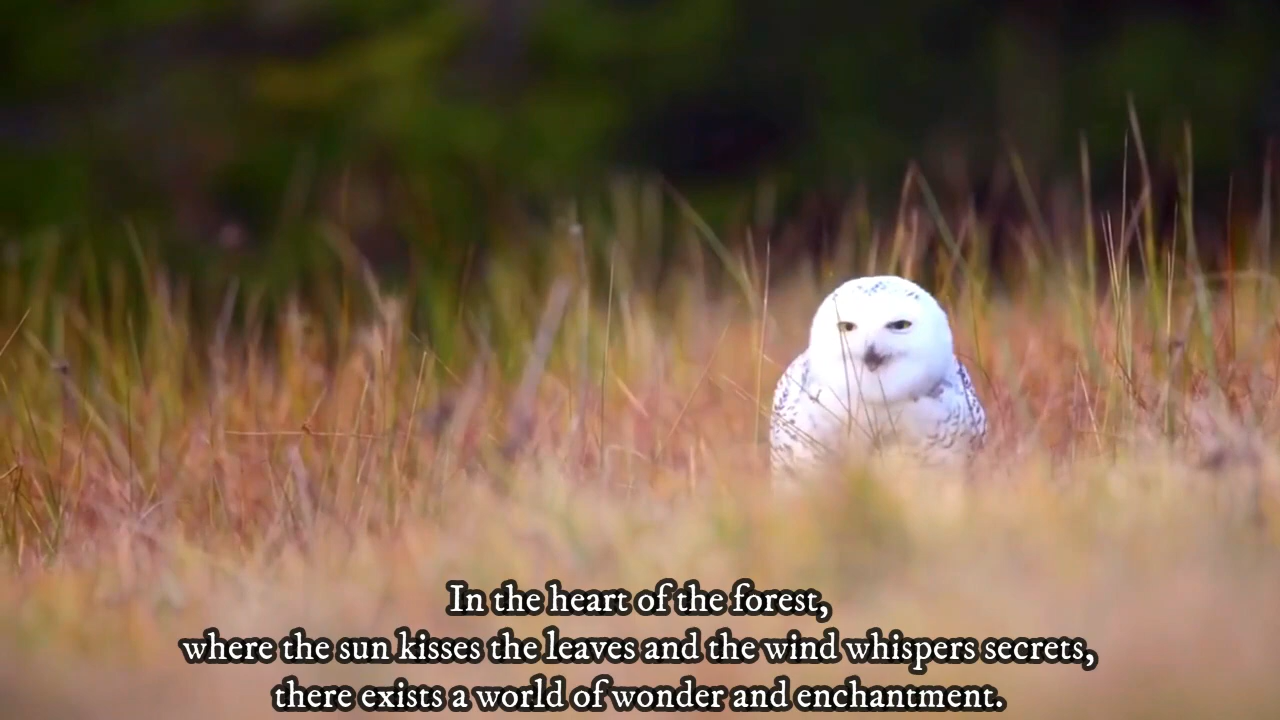 In the heart of the forest,
where the sun kisses the leaves and the wind whispers secrets,
there exists a world of wonder and enchantment.